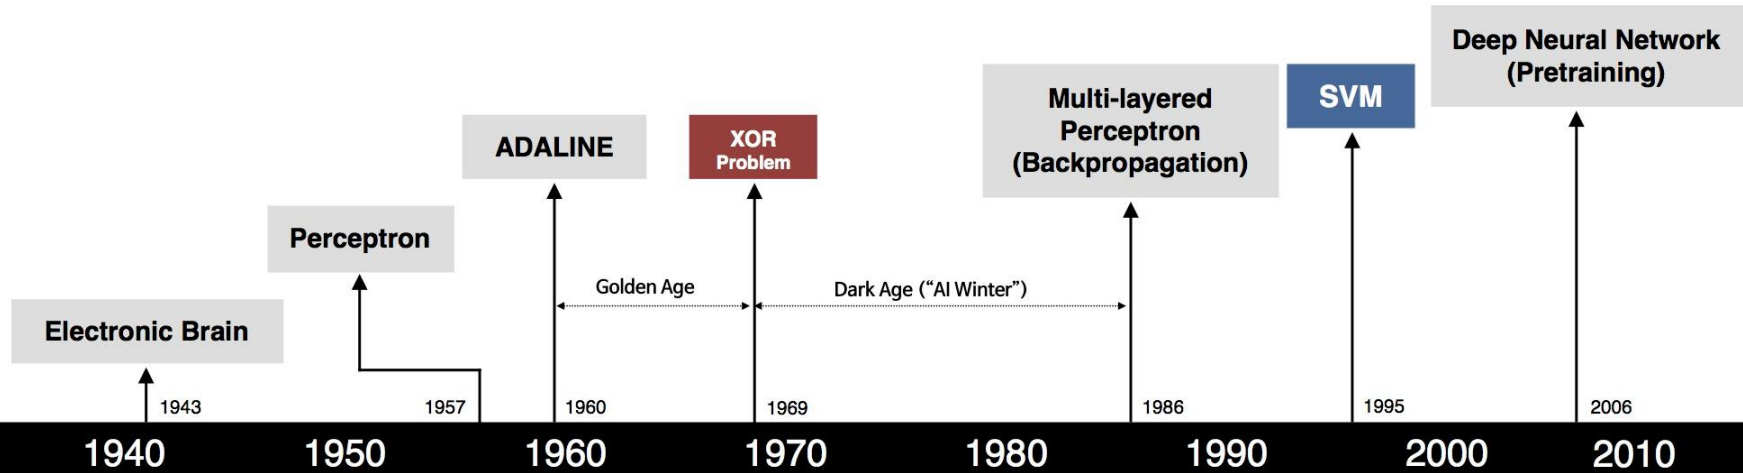 Deep Neural Network
(Pretraining)
Multi-layered
Perceptron
(Backpropagation)
SVM
ADALINE
XOR
Problem
Perceptron
Golden Age
Dark Age (“AI Winter”)
Electronic Brain
1943
1957
1960
1969
1986
1995
2006
1940
1950
1960
1970
1980
1990
2000
2010